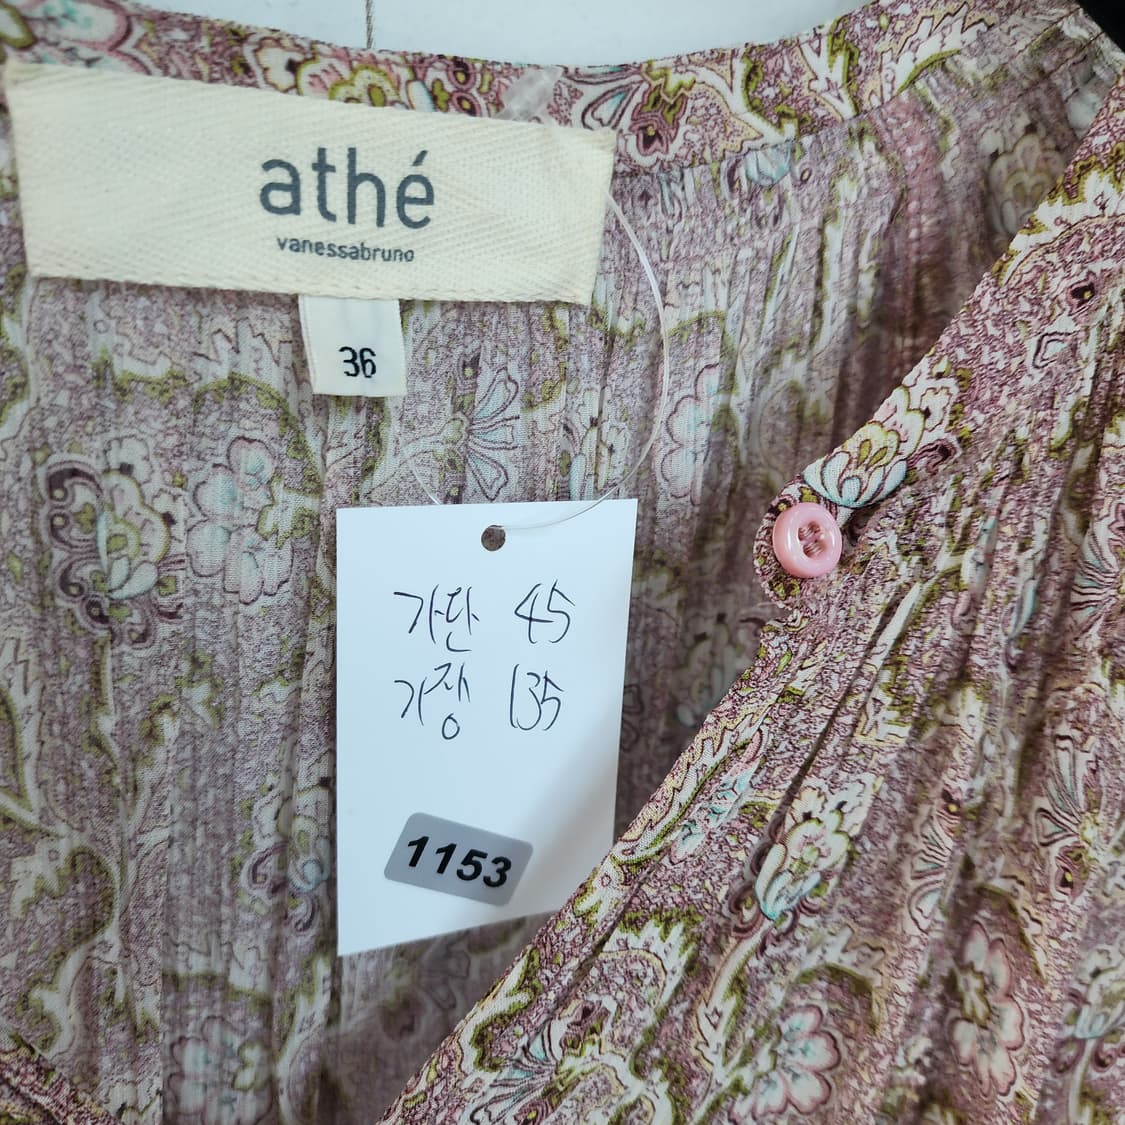 athé
vanessabruno
36
가단 45
가장 135
1153